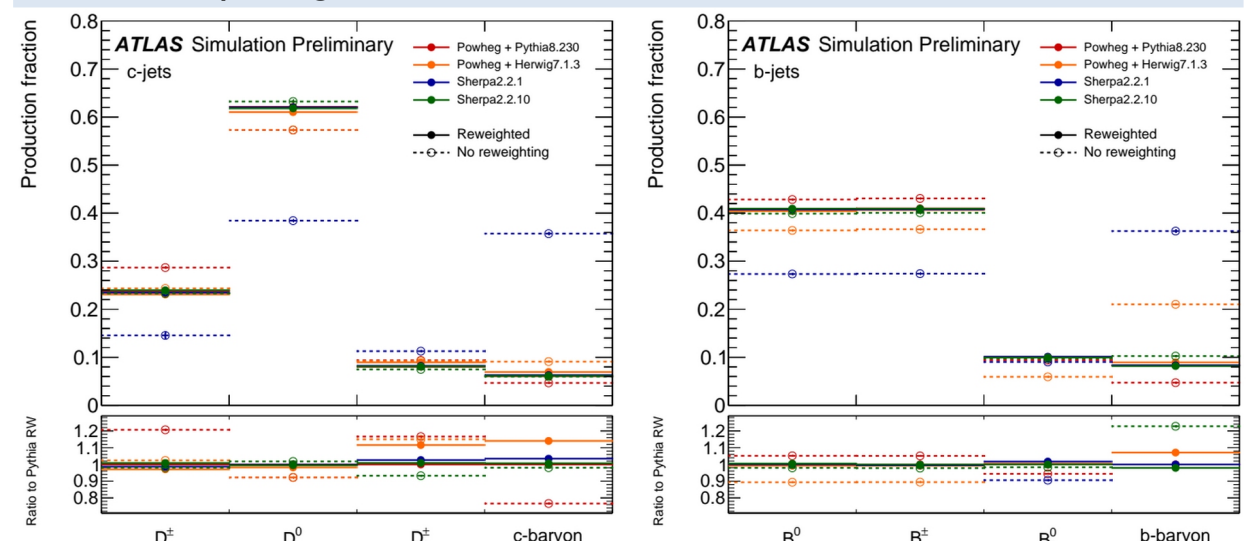 0.8
0.7
0.6
0.5
0.4
0.3
0.2
0.1
0
Production fraction
ATLAS Simulation Preliminary
c-jets
Powheg + Pythia8.230
Powheg + Herwig7.1.3
Sherpa2.2.1
Sherpa2.2.10
Reweighted
No reweighting
1.2
1.1
1
0.9
0.8
Ratio to Pythia RW
D±
D0
D±
c-baryon
0.8
0.7
0.6
0.5
0.4
0.3
0.2
0.1
0
Production fraction
ATLAS Simulation Preliminary
b-jets
Powheg + Pythia8.230
Powheg + Herwig7.1.3
Sherpa2.2.1
Sherpa2.2.10
Reweighted
No reweighting
1.2
1.1
1
0.9
0.8
Ratio to Pythia RW
B0
B±
B0
b-baryon